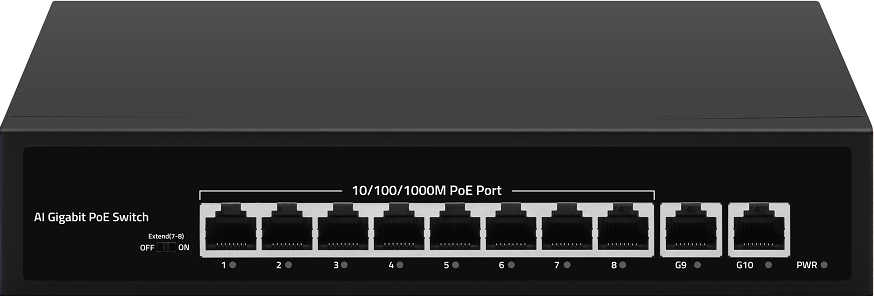 10/100/1000M PoE Port
AI Gigabit PoE Switch
Extend(7-8)
OFF ON
1 2 3 4 5 6 7 8 G9 G10 PWR